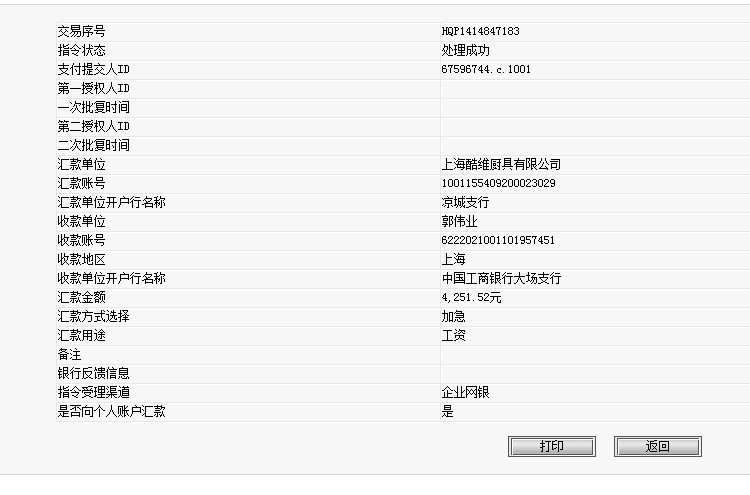 交易序号 HQP1414847183
指令状态 处理成功
支付提交人ID 67596744.c.1001
第一授权人ID
一次批复时间
第二授权人ID
二次批复时间
汇款单位 上海酷维厨具有限公司
汇款账号 1001155409200023029
汇款单位开户行名称 凉城支行
收款单位 郭伟业
收款账号 6222021001101957451
收款地区 上海
收款单位开户行名称 中国工商银行大场支行
汇款金额 4,251.52元
汇款方式选择 加急
汇款用途 工资
备注
银行反馈信息
指令受理渠道 企业网银
是否向个人账户汇款 是
打印 返回